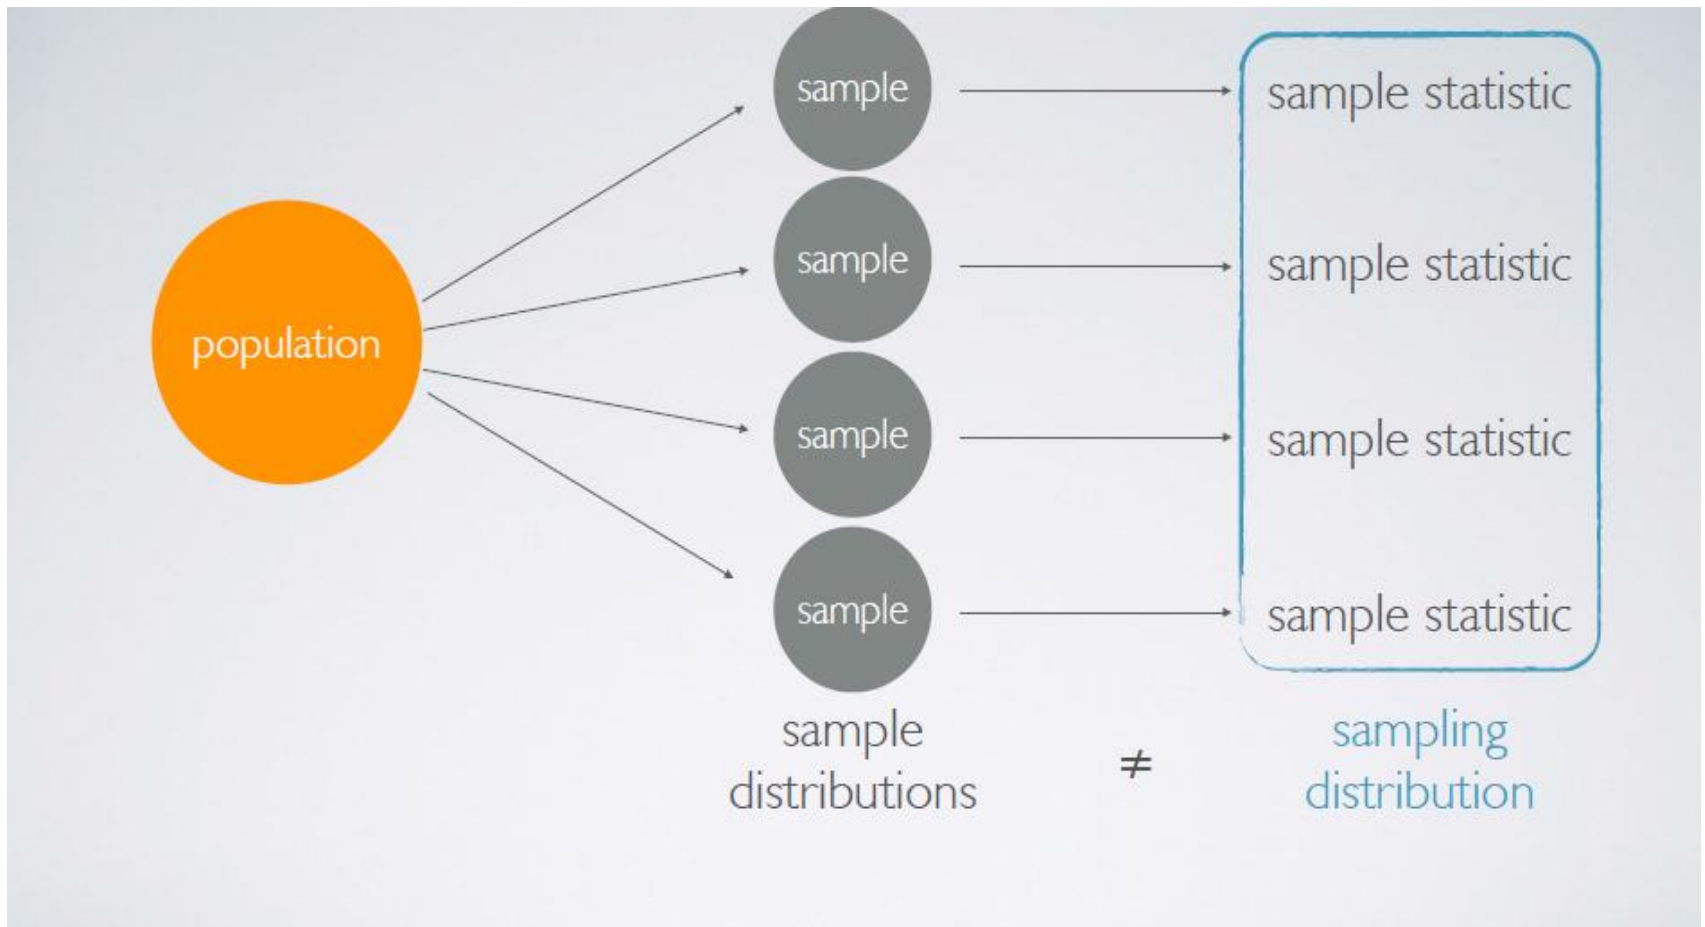 sample
sample statistic
sample
sample statistic
population
sample
sample statistic
sample
sample statistic
sample
distributions
≠
sampling
distribution